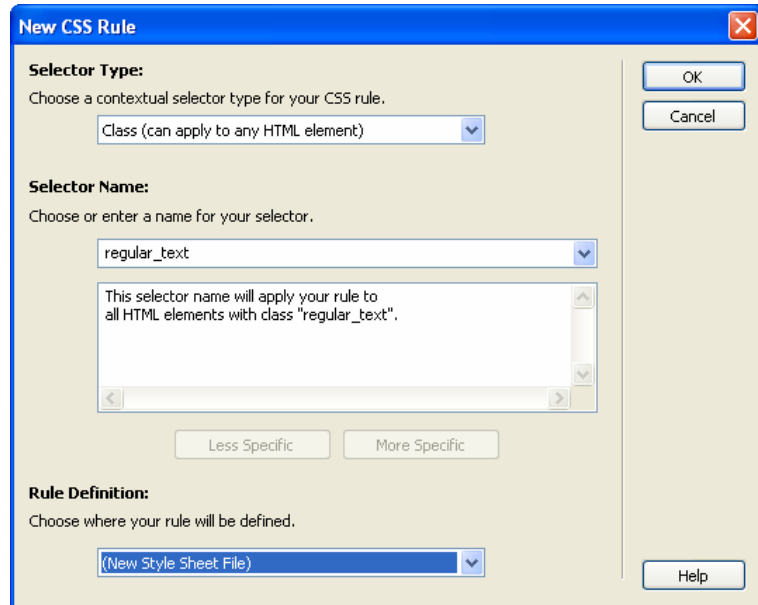 New CSS Rule
Selector Type:
OK
Choose a contextual selector type for your CSS rule.
Cancel
Class (can apply to any HTML element)
Selector Name:
Choose or enter a name for your selector.
regular_text
This selector name will apply your rule to
all HTML elements with class "regular_text".
Less Specific
More Specific
Rule Definition:
Choose where your rule will be defined.
(New Style Sheet File)
Help